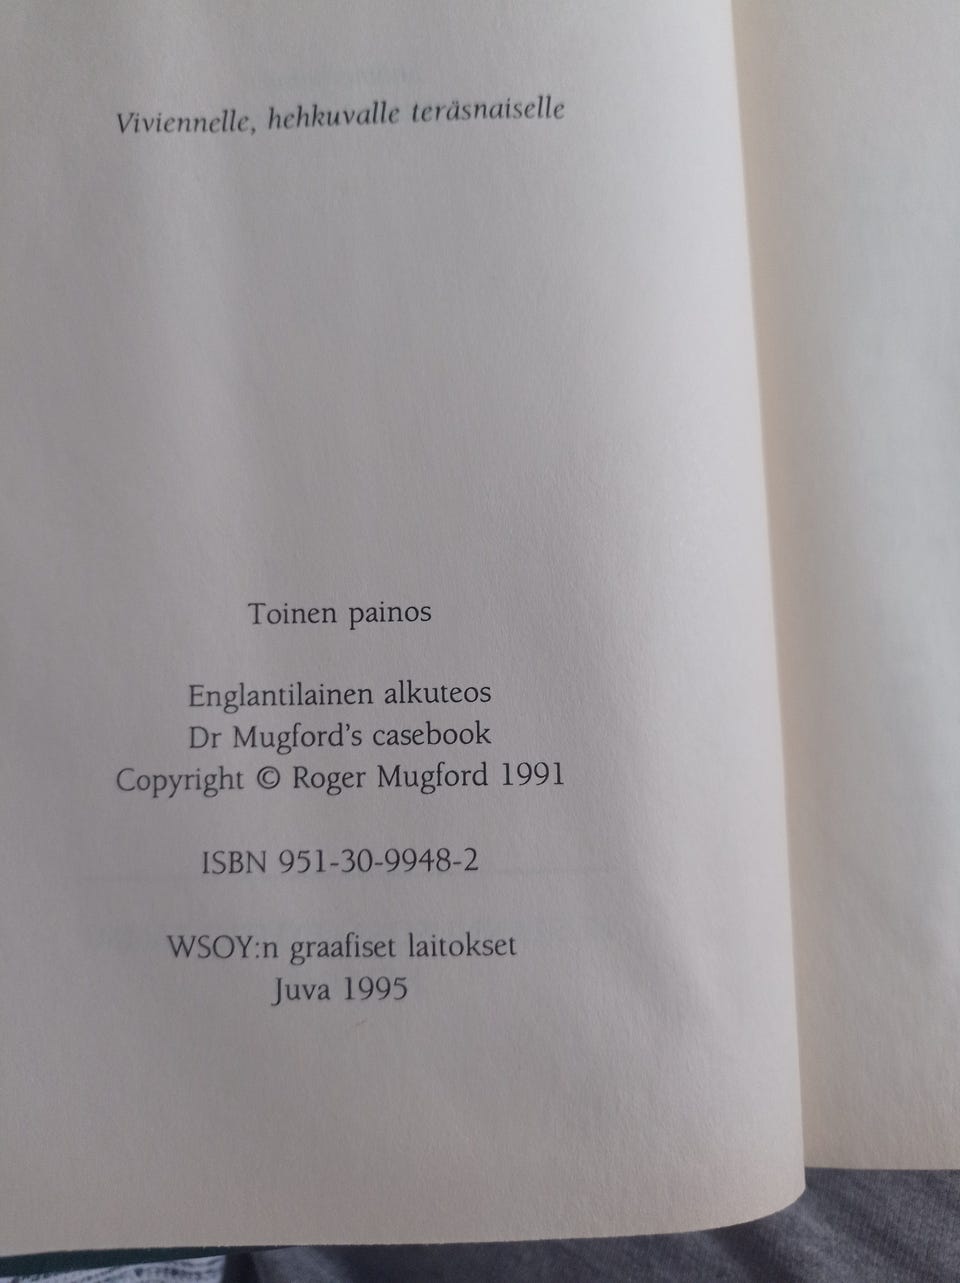 Viviennelle, hehkuvalle teräsnaiselle
Toinen painos
Englantilainen alkuteos
Dr Mugford's casebook
Copyright © Roger Mugford 1991
ISBN 951-30-9948-2
WSOY:n graafiset laitokset
Juva 1995